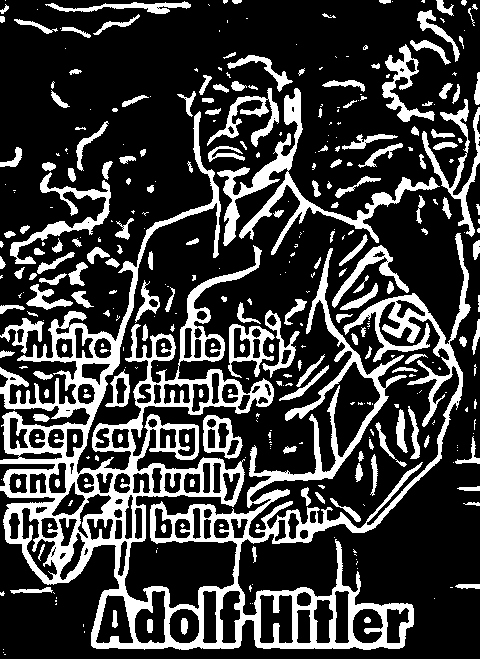 "Make the lie big,
make it simple,
keep saying it,
and eventually
they will believe it."
Adolf Hitler